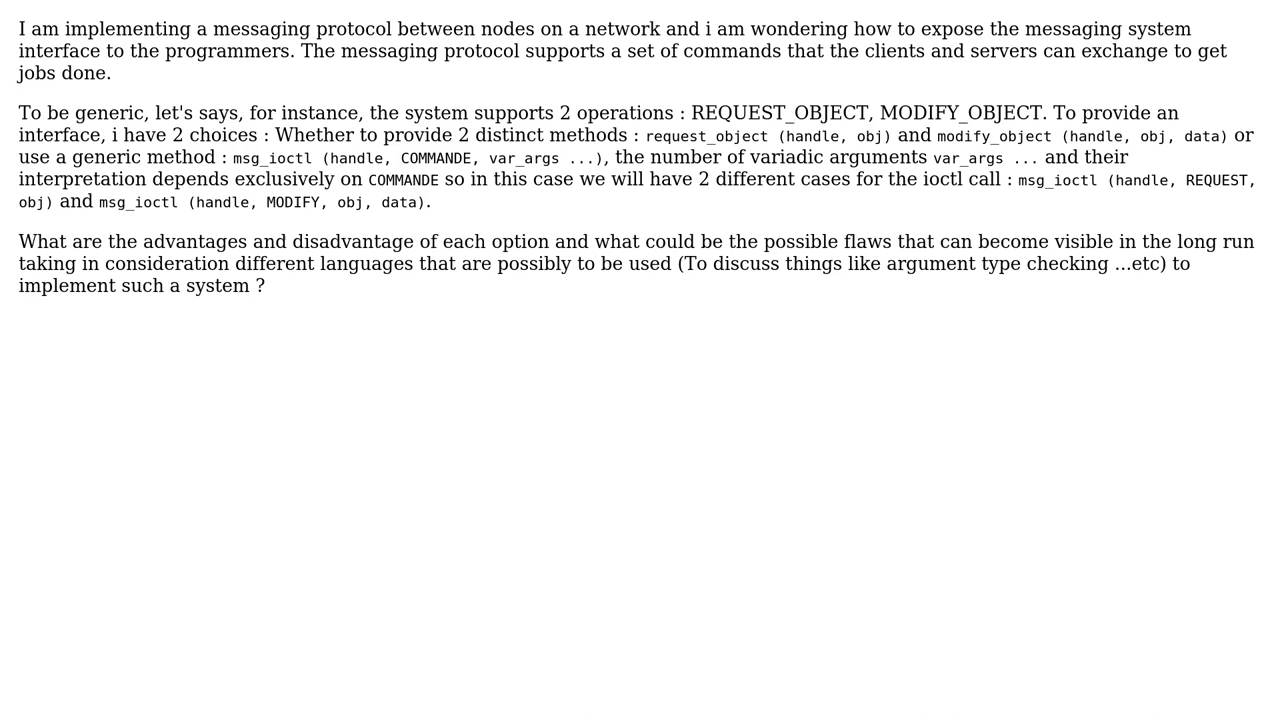 I am implementing a messaging protocol between nodes on a network and i am wondering how to expose the messaging system
interface to the programmers. The messaging protocol supports a set of commands that the clients and servers can exchange to get
jobs done.
To be generic, let's says, for instance, the system supports 2 operations : REQUEST_OBJECT, MODIFY_OBJECT. To provide an
interface, i have 2 choices : Whether to provide 2 distinct methods : request_object (handle, obj) and modify_object (handle, obj, data) or
use a generic method : msg_ioctl (handle, COMMANDE, var_args ...), the number of variadic arguments var_args ... and their
interpretation depends exclusively on COMMANDE so in this case we will have 2 different cases for the ioctl call : msg_ioctl (handle, REQUEST,
obj) and msg_ioctl (handle, MODIFY, obj, data).
What are the advantages and disadvantage of each option and what could be the possible flaws that can become visible in the long run
taking in consideration different languages that are possibly to be used (To discuss things like argument type checking ...etc) to
implement such a system ?